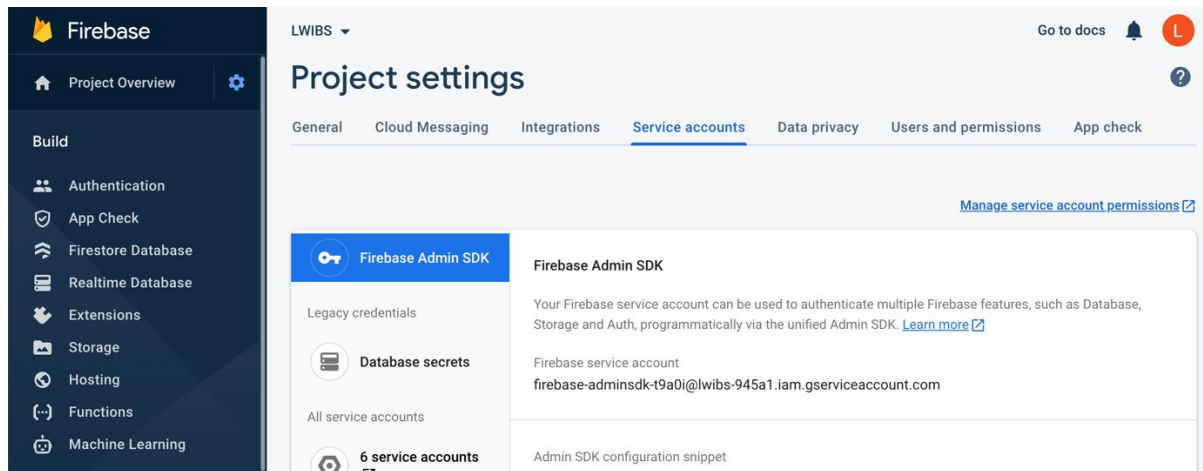 Firebase
Project Overview
Build
Authentication
App Check
Firestore Database
Realtime Database
Extensions
Storage
Hosting
Functions
Machine Learning
LWIBS
Go to docs
L
Project settings
General Cloud Messaging Integrations Service accounts Data privacy Users and permissions App check
Manage service account permissions
Firebase Admin SDK
Legacy credentials
Database secrets
All service accounts
6 service accounts
Firebase Admin SDK
Your Firebase service account can be used to authenticate multiple Firebase features, such as Database,
Storage and Auth, programmatically via the unified Admin SDK. Learn more
Firebase service account
firebase-adminsdk-t9a0i@lwibs-945a1.iam.gserviceaccount.com
Admin SDK configuration snippet